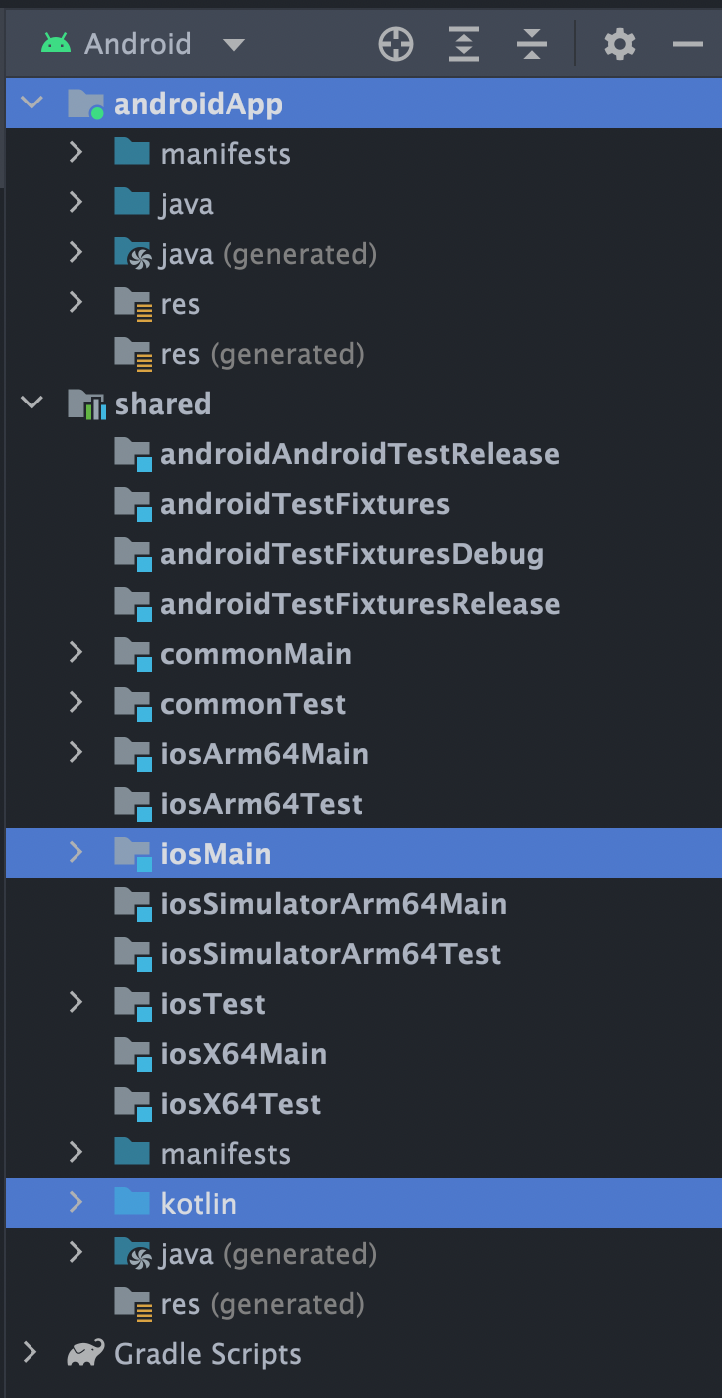 Android
androidApp
manifests
java
java (generated)
res
res (generated)
shared
androidAndroidTestRelease
androidTestFixtures
androidTestFixturesDebug
androidTestFixturesRelease
commonMain
commonTest
iosArm64Main
iosArm64Test
iosMain
iosSimulatorArm64Main
iosSimulatorArm64Test
iosTest
iosX64Main
iosX64Test
manifests
kotlin
java (generated)
res (generated)
Gradle Scripts